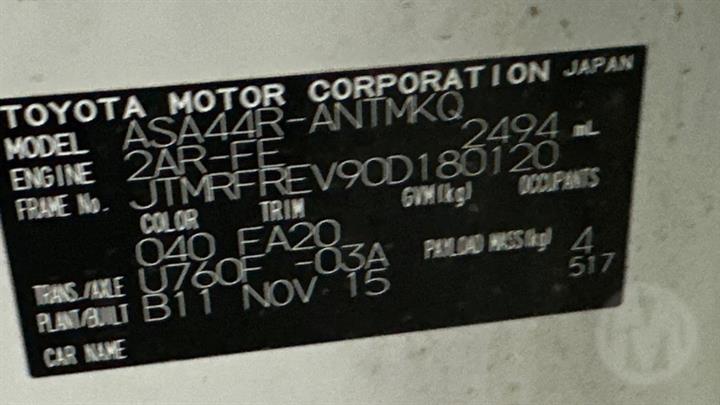 TOYOTA MOTOR CORPORATION JAPAN
MODEL ASA44R-ANTMKQ
ENGINE 2AR-FE 2494 mL
FRAME No. JTMRFREV90D180120
COLOR TRIM GVM(kg) OCCUPANTS
040 FA20
TRANS./AXLE U760F -03A PAYLOAD MASS(kg) 4
PLANT/BUILT B11 NOV 15 517
CAR NAME